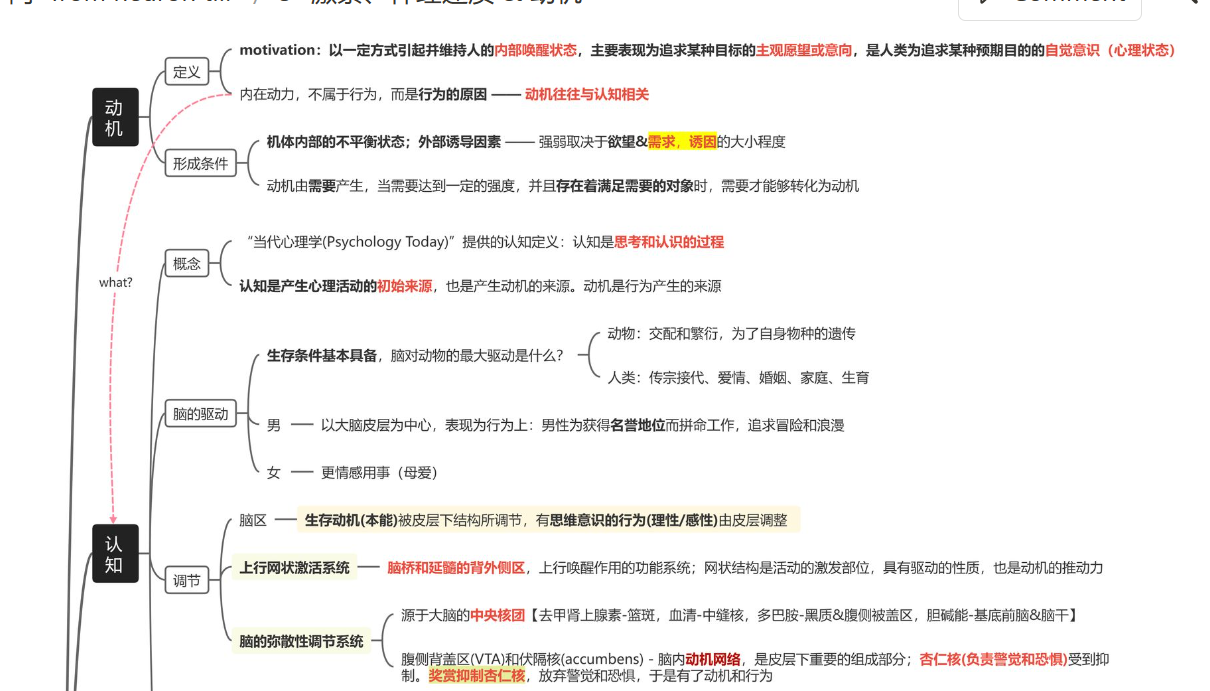 Comment
动机
定义
motivation：以一定方式引起并维持人的内部唤醒状态，主要表现为追求某种目标的主观愿望或意向，是人类为追求某种预期目的的自觉意识（心理状态）
内在动力，不属于行为，而是行为的原因 —— 动机往往与认知相关
形成条件
机体内部的不平衡状态；外部诱导因素 —— 强弱取决于欲望&需求，诱因的大小程度
动机由需要产生，当需要达到一定的强度，并且存在着满足需要的对象时，需要才能够转化为动机
what?
认知
概念
“当代心理学(Psychology Today)”提供的认知定义：认知是思考和认识的过程
认知是产生心理活动的初始来源，也是产生动机的来源。动机是行为产生的来源
脑的驱动
生存条件基本具备，脑对动物的最大驱动是什么？
动物：交配和繁衍，为了自身物种的遗传
人类：传宗接代、爱情、婚姻、家庭、生育
男 —— 以大脑皮层为中心，表现为行为上：男性为获得名誉地位而拼命工作，追求冒险和浪漫
女 —— 更情感用事（母爱）
调节
脑区 —— 生存动机(本能)被皮层下结构所调节，有思维意识的行为(理性/感性)由皮层调整
上行网状激活系统 —— 脑桥和延髓的背外侧区，上行唤醒作用的功能系统；网状结构是活动的激发部位，具有驱动的性质，也是动机的推动力
脑的弥散性调节系统
源于大脑的中央核团【去甲肾上腺素-篮斑，血清-中缝核，多巴胺-黑质&腹侧被盖区，胆碱能-基底前脑&脑干】
腹侧背盖区(VTA)和伏隔核(accumbens) - 脑内动机网络，是皮层下重要的组成部分；杏仁核(负责警觉和恐惧)受到抑
制。奖赏抑制杏仁核，放弃警觉和恐惧，于是有了动机和行为